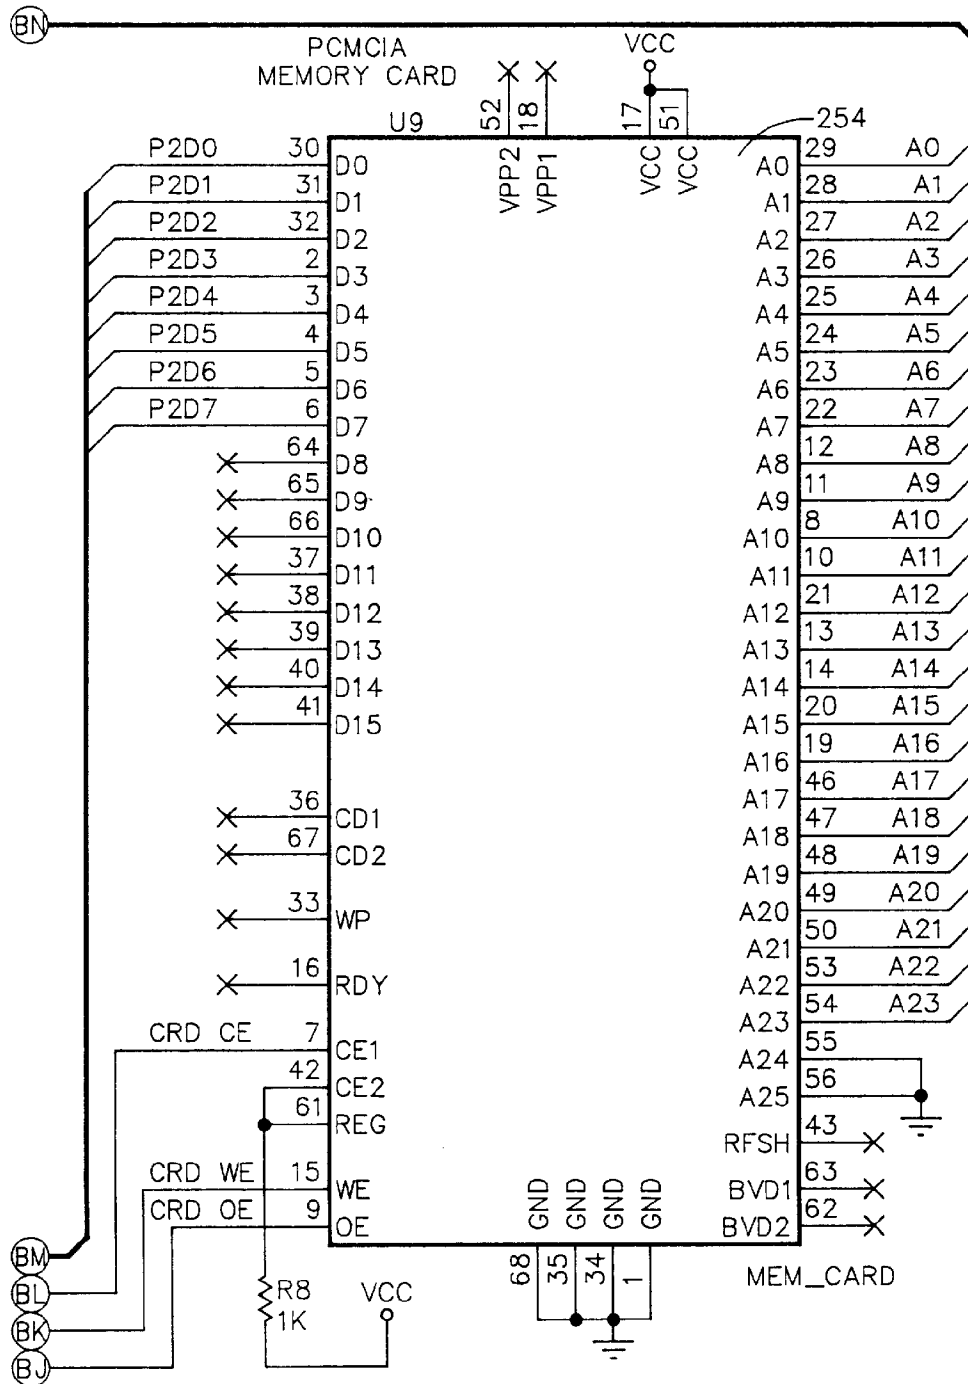 BN
PCMCIA
MEMORY CARD
VCC
U9
52 18 17 51
254
VPP2 VPP1 VCC VCC
P2D0 30 D0 A0 29 A0
P2D1 31 D1 A1 28 A1
P2D2 32 D2 A2 27 A2
P2D3 2 D3 A3 26 A3
P2D4 3 D4 A4 25 A4
P2D5 4 D5 A5 24 A5
P2D6 5 D6 A6 23 A6
P2D7 6 D7 A7 22 A7
64 D8 A8 12 A8
65 D9 A9 11 A9
66 D10 A10 8 A10
37 D11 A11 10 A11
38 D12 A12 21 A12
39 D13 A13 13 A13
40 D14 A14 14 A14
41 D15 A15 20 A15
A16 19 A16
36 CD1 A17 46 A17
67 CD2 A18 47 A18
A19 48 A19
33 WP A20 49 A20
A21 50 A21
16 RDY A22 53 A22
A23 54 A23
CRD CE 7 CE1 A24 55
42 CE2 A25 56
61 REG RFSH 43
CRD WE 15 WE BVD1 63
CRD OE 9 OE BVD2 62
GND GND GND GND
68 35 34 1
MEM_CARD
BM
BL
BK
BJ
R8
1K
VCC